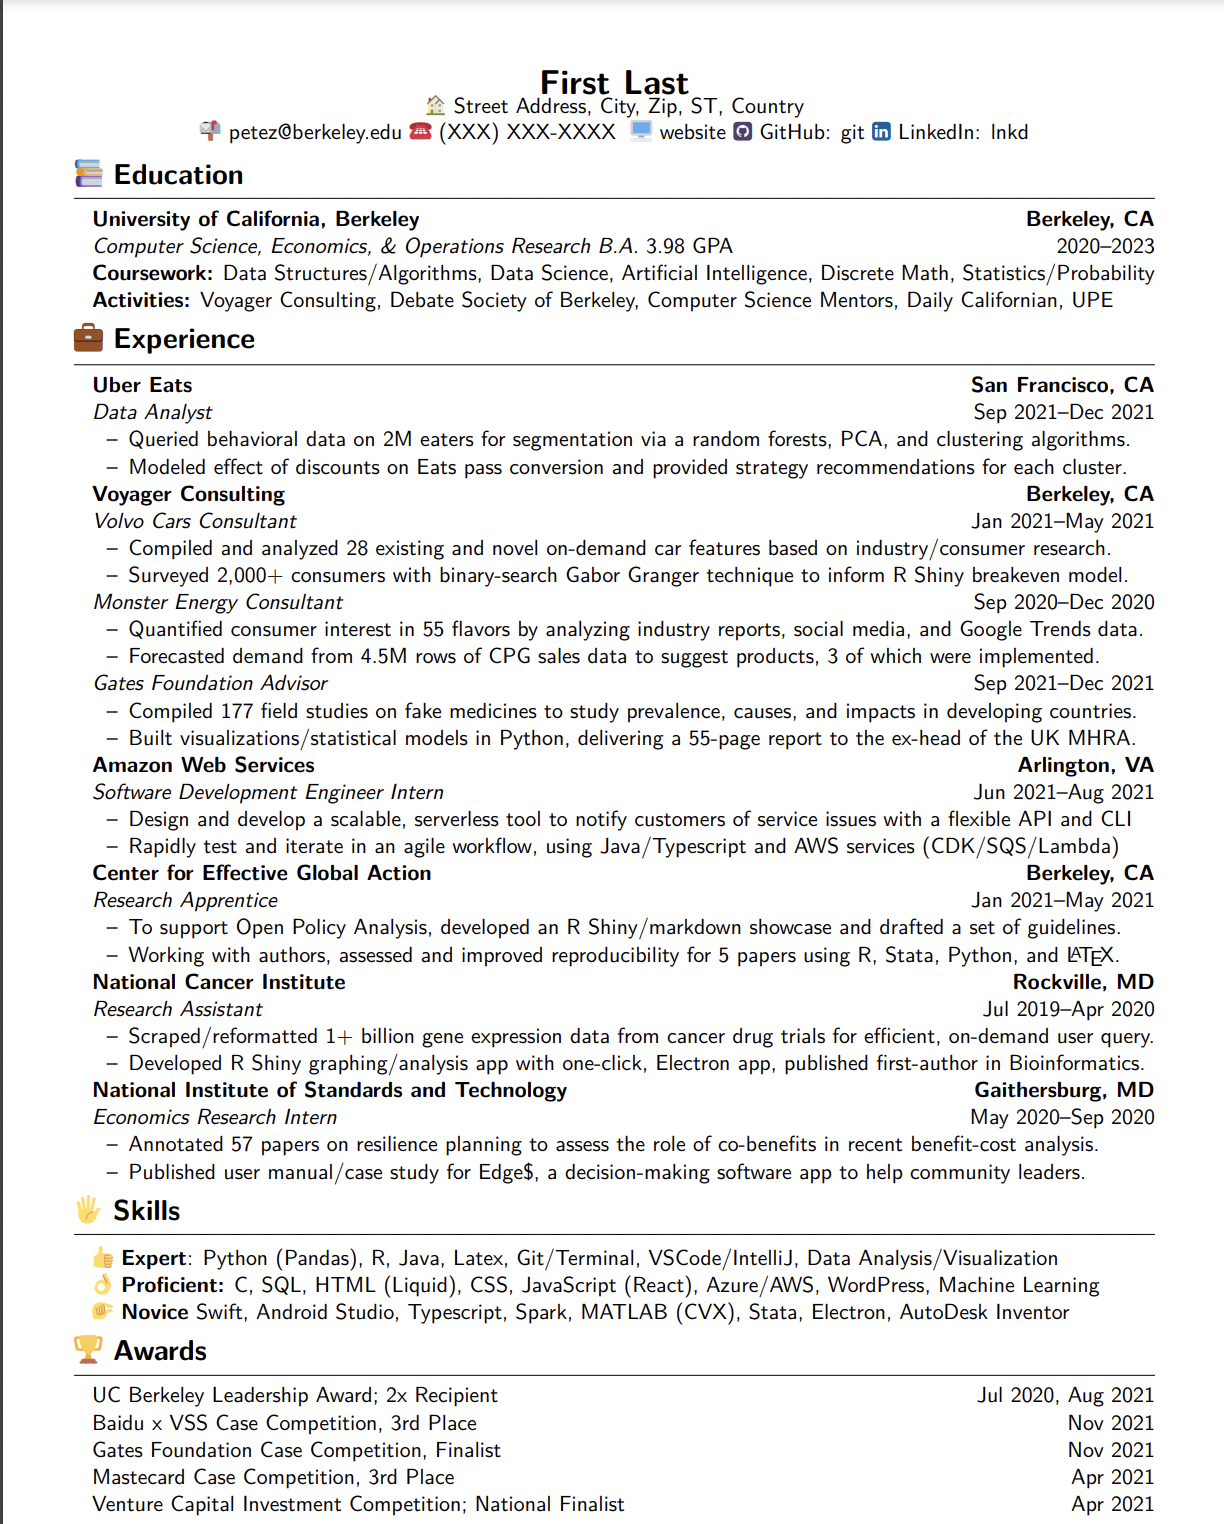 First Last
Street Address, City, Zip, ST, Country
petez@berkeley.edu (XXX) XXX-XXXX website GitHub: git LinkedIn: lnkd
Education
University of California, Berkeley Berkeley, CA
Computer Science, Economics, & Operations Research B.A. 3.98 GPA 2020–2023
Coursework: Data Structures/Algorithms, Data Science, Artificial Intelligence, Discrete Math, Statistics/Probability
Activities: Voyager Consulting, Debate Society of Berkeley, Computer Science Mentors, Daily Californian, UPE
Experience
Uber Eats San Francisco, CA
Data Analyst Sep 2021–Dec 2021
– Queried behavioral data on 2M eaters for segmentation via a random forests, PCA, and clustering algorithms.
– Modeled effect of discounts on Eats pass conversion and provided strategy recommendations for each cluster.
Voyager Consulting Berkeley, CA
Volvo Cars Consultant Jan 2021–May 2021
– Compiled and analyzed 28 existing and novel on-demand car features based on industry/consumer research.
– Surveyed 2,000+ consumers with binary-search Gabor Granger technique to inform R Shiny breakeven model.
Monster Energy Consultant Sep 2020–Dec 2020
– Quantified consumer interest in 55 flavors by analyzing industry reports, social media, and Google Trends data.
– Forecasted demand from 4.5M rows of CPG sales data to suggest products, 3 of which were implemented.
Gates Foundation Advisor Sep 2021–Dec 2021
– Compiled 177 field studies on fake medicines to study prevalence, causes, and impacts in developing countries.
– Built visualizations/statistical models in Python, delivering a 55-page report to the ex-head of the UK MHRA.
Amazon Web Services Arlington, VA
Software Development Engineer Intern Jun 2021–Aug 2021
– Design and develop a scalable, serverless tool to notify customers of service issues with a flexible API and CLI
– Rapidly test and iterate in an agile workflow, using Java/Typescript and AWS services (CDK/SQS/Lambda)
Center for Effective Global Action Berkeley, CA
Research Apprentice Jan 2021–May 2021
– To support Open Policy Analysis, developed an R Shiny/markdown showcase and drafted a set of guidelines.
– Working with authors, assessed and improved reproducibility for 5 papers using R, Stata, Python, and LATEX.
National Cancer Institute Rockville, MD
Research Assistant Jul 2019–Apr 2020
– Scraped/reformatted 1+ billion gene expression data from cancer drug trials for efficient, on-demand user query.
– Developed R Shiny graphing/analysis app with one-click, Electron app, published first-author in Bioinformatics.
National Institute of Standards and Technology Gaithersburg, MD
Economics Research Intern May 2020–Sep 2020
– Annotated 57 papers on resilience planning to assess the role of co-benefits in recent benefit-cost analysis.
– Published user manual/case study for Edge$, a decision-making software app to help community leaders.
Skills
Expert: Python (Pandas), R, Java, Latex, Git/Terminal, VSCode/IntelliJ, Data Analysis/Visualization
Proficient: C, SQL, HTML (Liquid), CSS, JavaScript (React), Azure/AWS, WordPress, Machine Learning
Novice Swift, Android Studio, Typescript, Spark, MATLAB (CVX), Stata, Electron, AutoDesk Inventor
Awards
UC Berkeley Leadership Award; 2x Recipient Jul 2020, Aug 2021
Baidu x VSS Case Competition, 3rd Place Nov 2021
Gates Foundation Case Competition, Finalist Nov 2021
Mastecard Case Competition, 3rd Place Apr 2021
Venture Capital Investment Competition; National Finalist Apr 2021